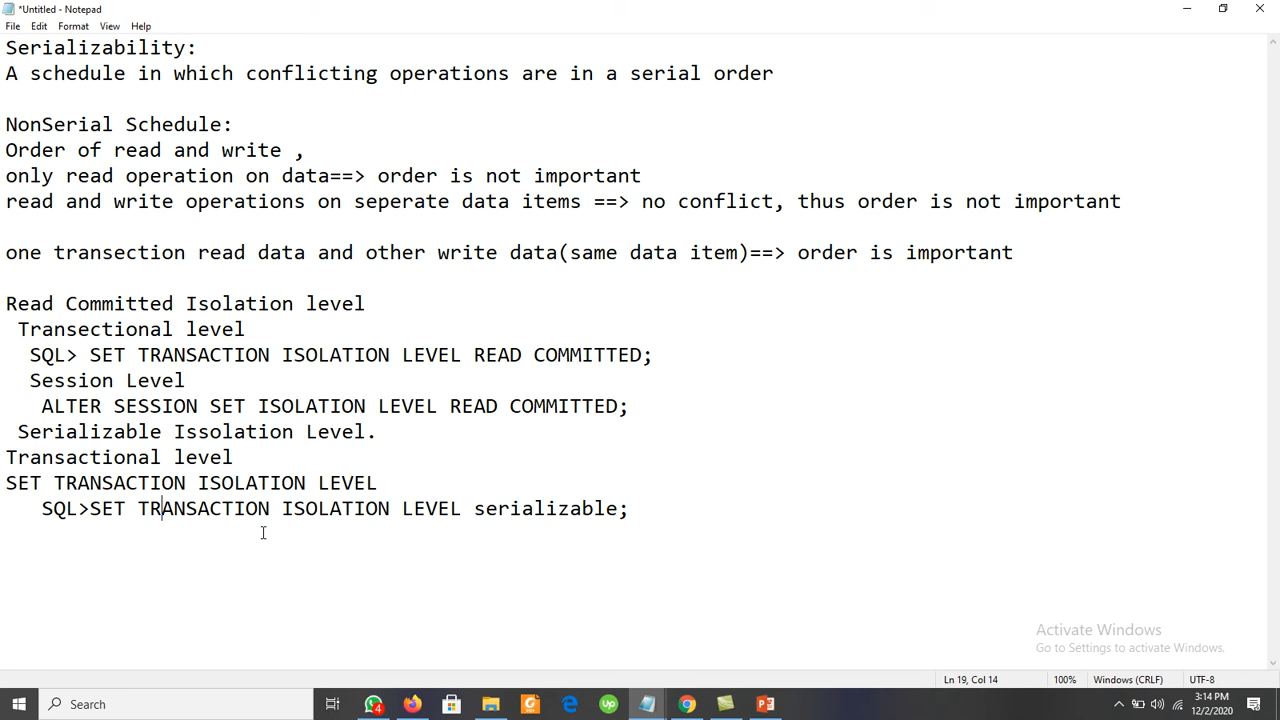 *Untitled - Notepad
File Edit Format View Help
Serializability:
A schedule in which conflicting operations are in a serial order
NonSerial Schedule:
Order of read and write ,
only read operation on data==> order is not important
read and write operations on seperate data items ==> no conflict, thus order is not important
one transection read data and other write data(same data item)==> order is important
Read Committed Isolation level
Transectional level
SQL> SET TRANSACTION ISOLATION LEVEL READ COMMITTED;
Session Level
ALTER SESSION SET ISOLATION LEVEL READ COMMITTED;
Serializable Issolation Level.
Transactional level
SET TRANSACTION ISOLATION LEVEL
SQL>SET TRANSACTION ISOLATION LEVEL serializable;
Activate Windows
Go to Settings to activate Windows.
Ln 19, Col 14 100% Windows (CRLF) UTF-8
Search
4
Up
3:14 PM
12/2/2020